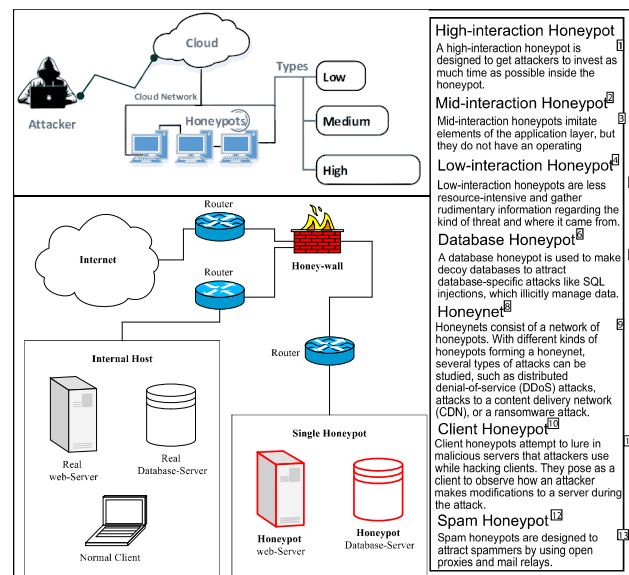 Cloud
Types
Low
Cloud Network
Attacker
Honeypots
Medium
High
Router
Internet
Honey-wall
Router
Router
Internal Host
Real
web-Server
Real
Database-Server
Normal Client
Single Honeypot
Honeypot
web-Server
Honeypot
Database-Server
High-interaction Honeypot
1
A high-interaction honeypot is
designed to get attackers to invest as
much time as possible inside the
honeypot.
Mid-interaction Honeypot 2
Mid-interaction honeypots imitate 3
elements of the application layer, but
they do not have an operating
Low-interaction Honeypot 4
Low-interaction honeypots are less
resource-intensive and gather
rudimentary information regarding the
kind of threat and where it came from.
Database Honeypot 6
A database honeypot is used to make
decoy databases to attract
database-specific attacks like SQL
injections, which illicitly manage data.
Honeynet 8
Honeynets consist of a network of 9
honeypots. With different kinds of
honeypots forming a honeynet,
several types of attacks can be
studied, such as distributed
denial-of-service (DDoS) attacks,
attacks to a content delivery network
(CDN), or a ransomware attack.
Client Honeypot 10
Client honeypots attempt to lure in
malicious servers that attackers use
while hacking clients. They pose as a
client to observe how an attacker
makes modifications to a server during
the attack.
Spam Honeypot 12
Spam honeypots are designed to 13
attract spammers by using open
proxies and mail relays.